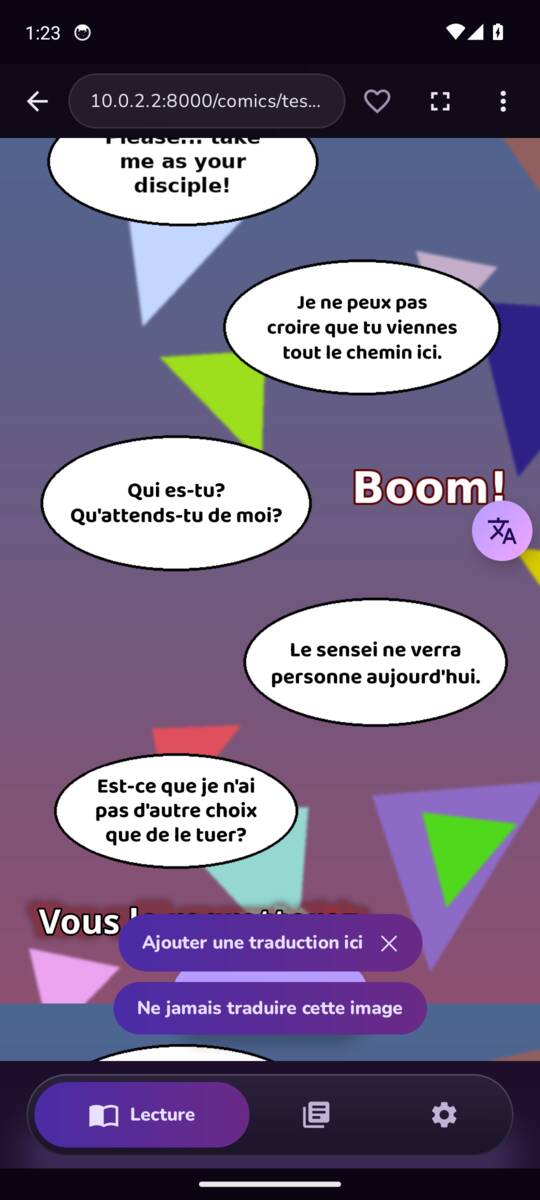 1:23
10.0.2.2:8000/comics/tes...
Please... take
me as your
disciple!
Je ne peux pas
croire que tu viennes
tout le chemin ici.
Qui es-tu?
Qu'attends-tu de moi?
Boom!
Le sensei ne verra
personne aujourd'hui.
Est-ce que je n'ai
pas d'autre choix
que de le tuer?
Vous
Ajouter une traduction ici
Ne jamais traduire cette image
Lecture